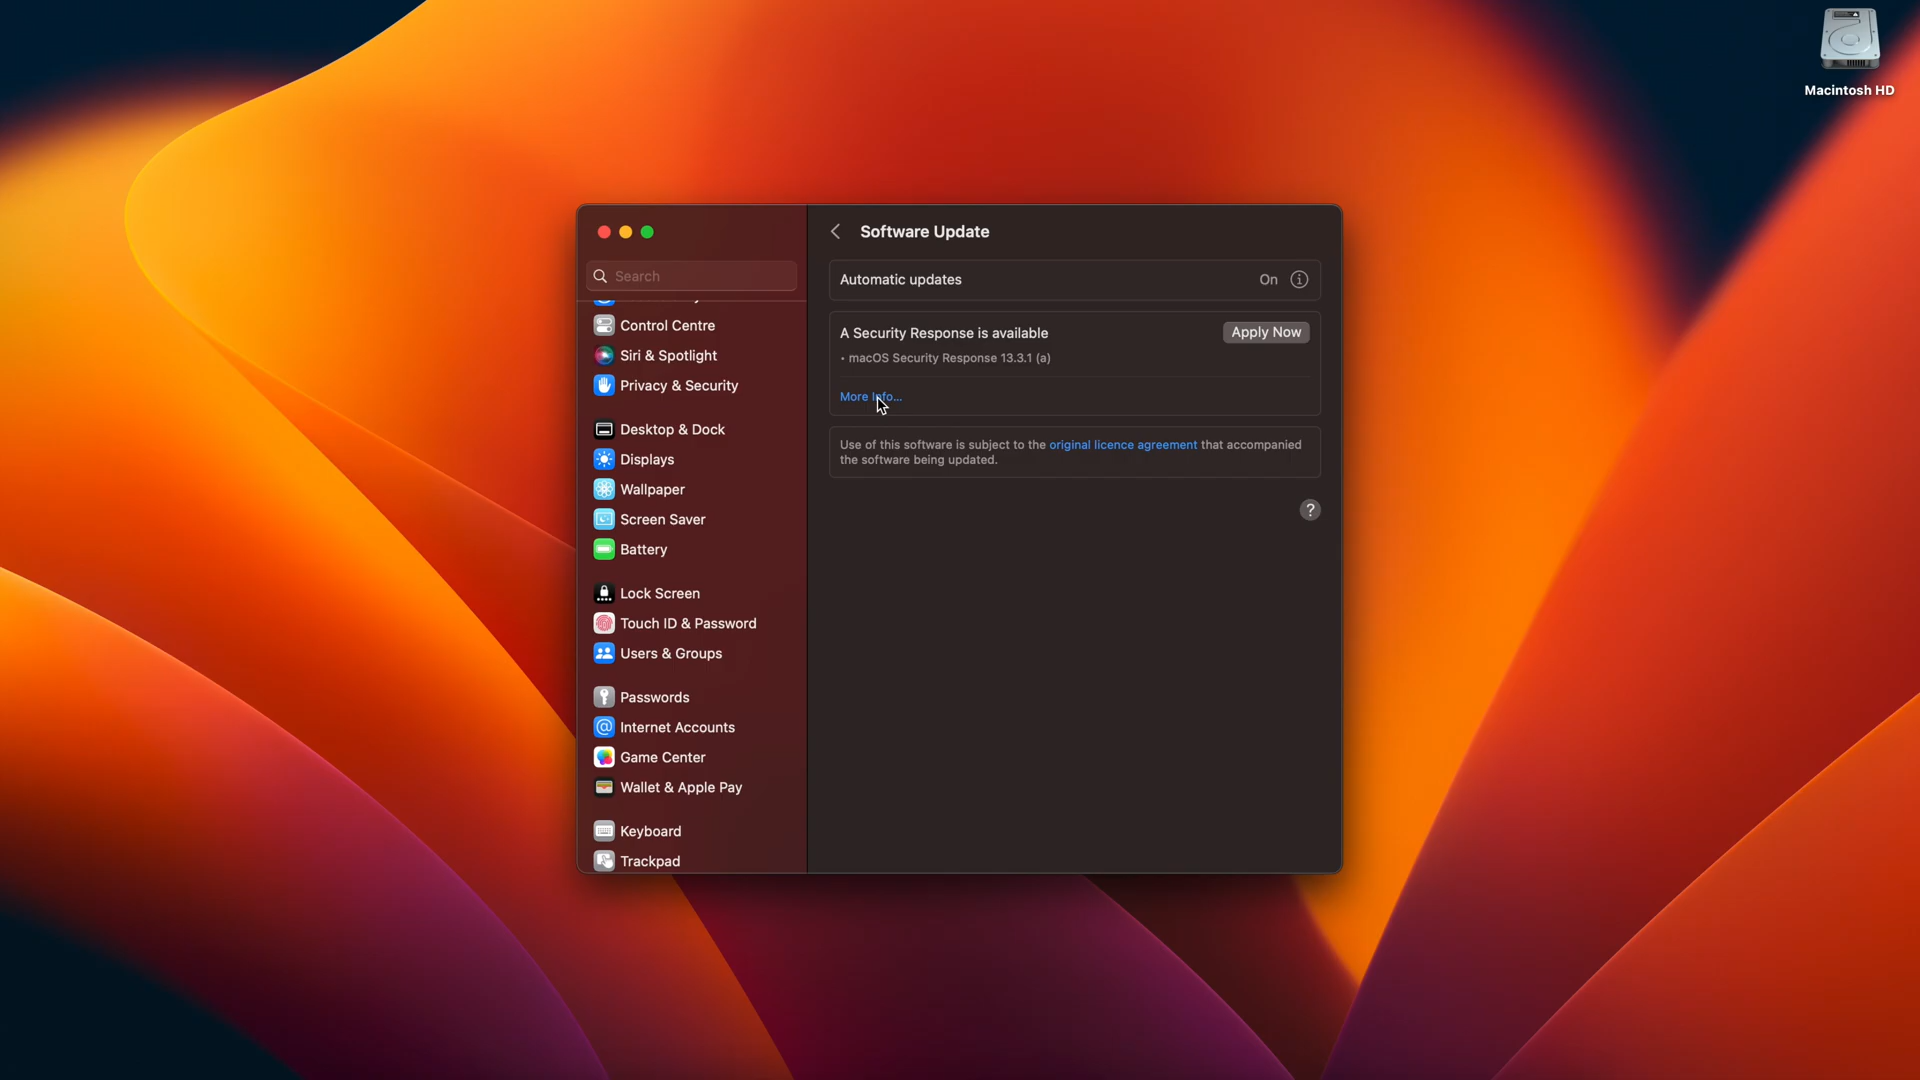 Macintosh HD
Software Update
Search
Automatic updates
On
Control Centre
A Security Response is available
Apply Now
Siri & Spotlight
• macOS Security Response 13.3.1 (a)
Privacy & Security
More Info...
Desktop & Dock
Use of this software is subject to the original licence agreement that accompanied
the software being updated.
Displays
Wallpaper
?
Screen Saver
Battery
Lock Screen
Touch ID & Password
Users & Groups
Passwords
Internet Accounts
Game Center
Wallet & Apple Pay
Keyboard
Trackpad